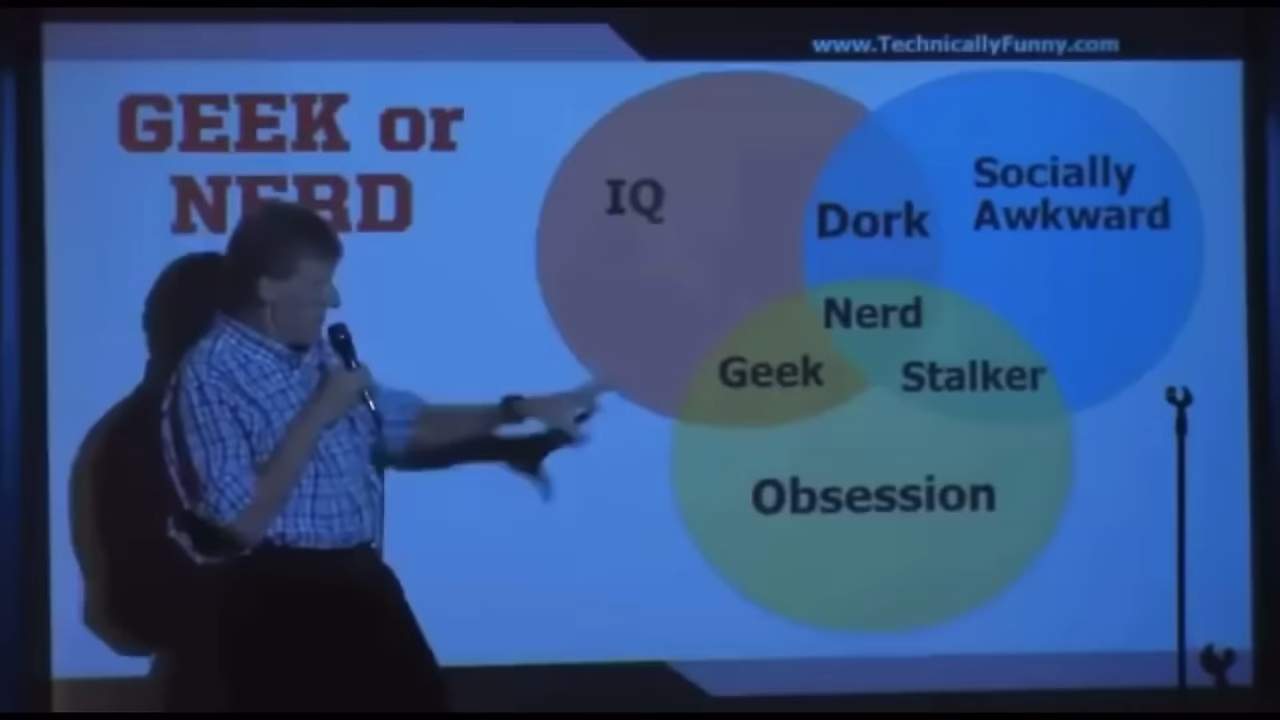 www.TechnicallyFunny.com
GEEK or
NERD
IQ
Socially
Awkward
Dork
Nerd
Geek
Stalker
Obsession